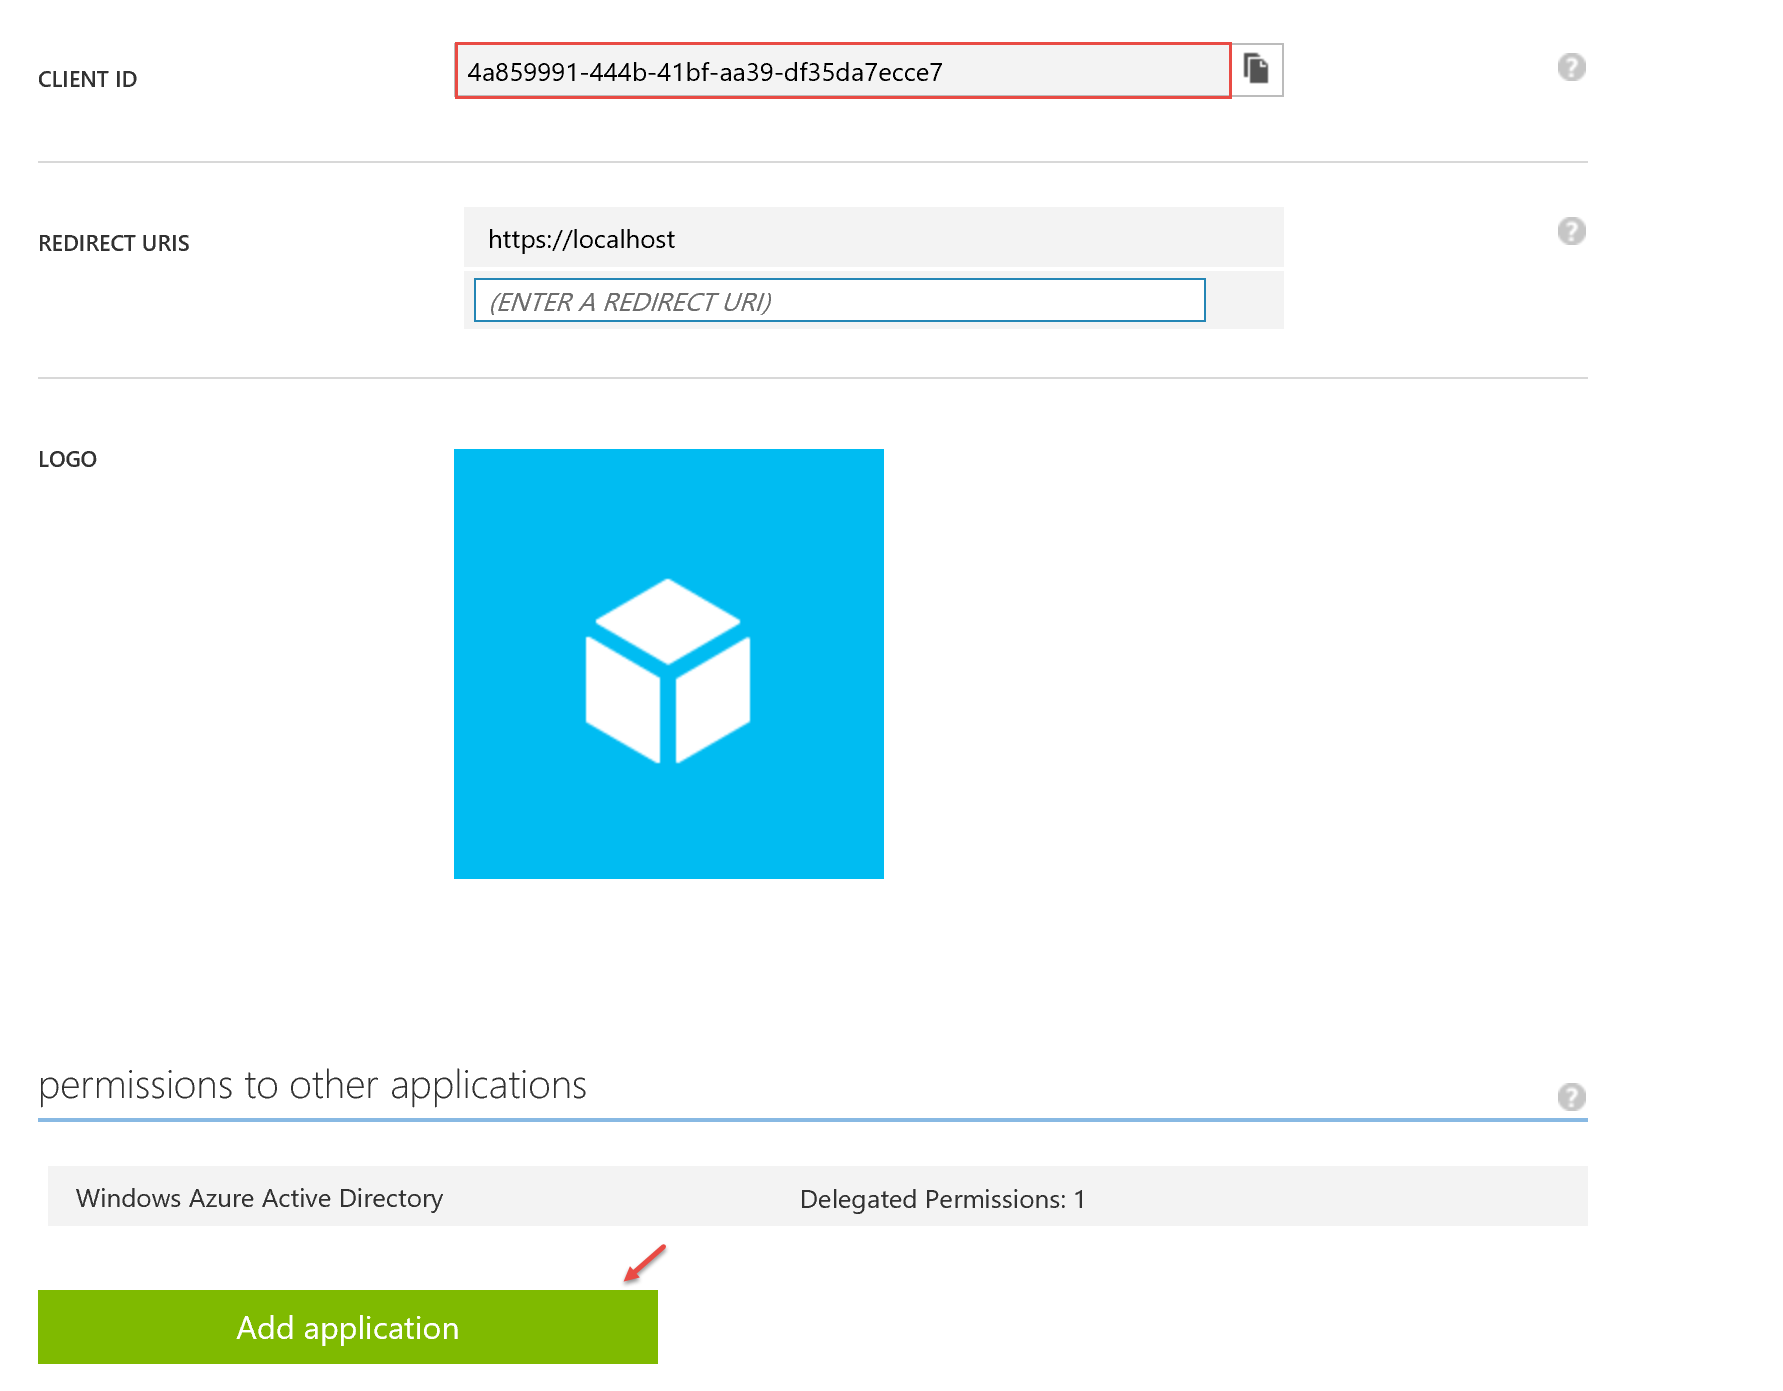 CLIENT ID
4a859991-444b-41bf-aa39-df35da7ecce7
?
REDIRECT URIS
https://localhost
?
(ENTER A REDIRECT URI)
LOGO
permissions to other applications
?
Windows Azure Active Directory
Delegated Permissions: 1
Add application